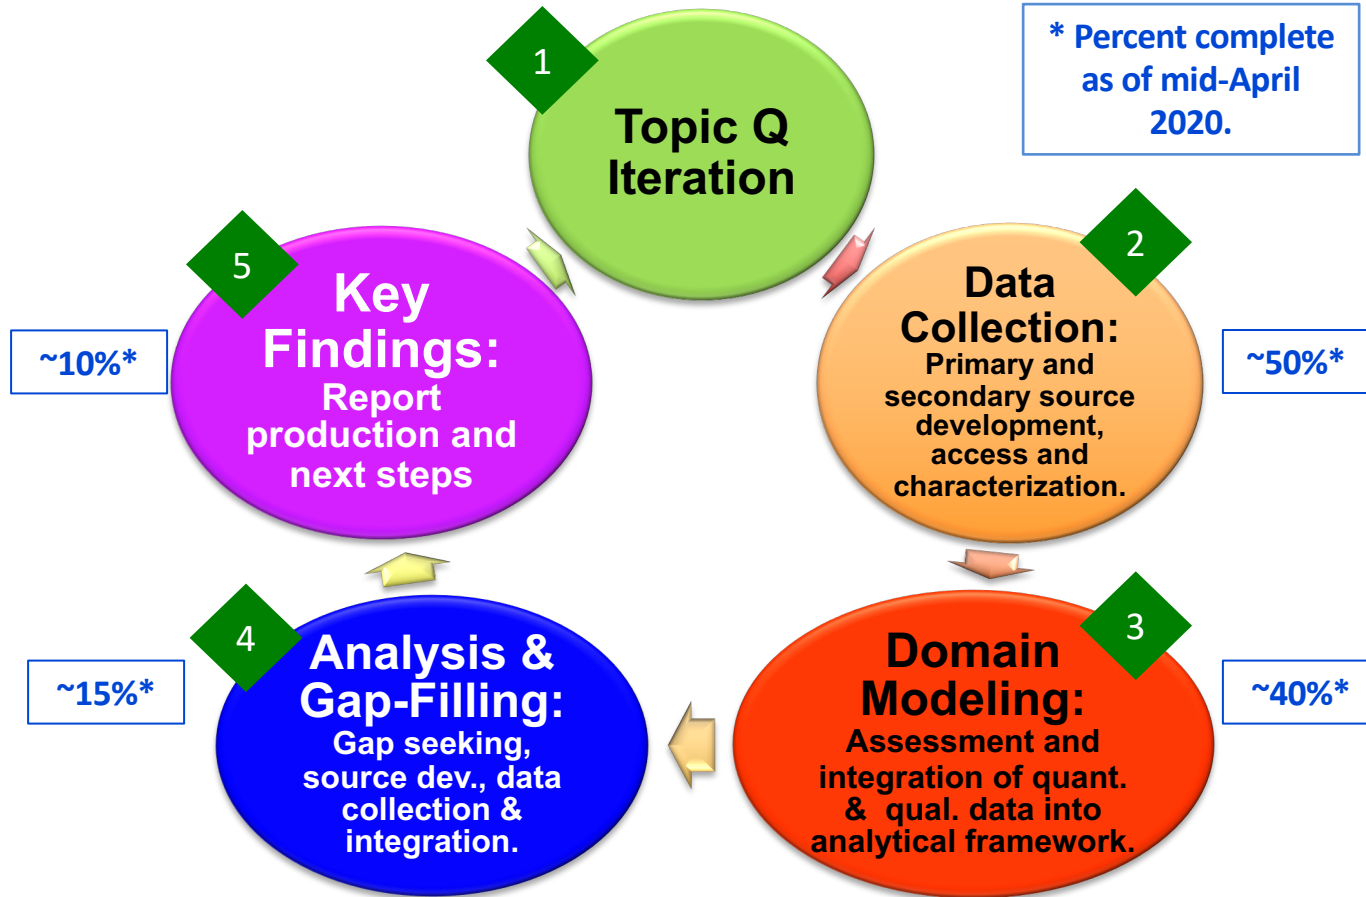 1
Topic Q
Iteration
* Percent complete
as of mid-April
2020.
2
Data
Collection:
Primary and
secondary source
development,
access and
characterization.
~50%*
3
Domain
Modeling:
Assessment and
integration of quant.
& qual. data into
analytical framework.
~40%*
4
Analysis &
Gap-Filling:
Gap seeking,
source dev., data
collection &
integration.
~15%*
5
Key
Findings:
Report
production and
next steps
~10%*